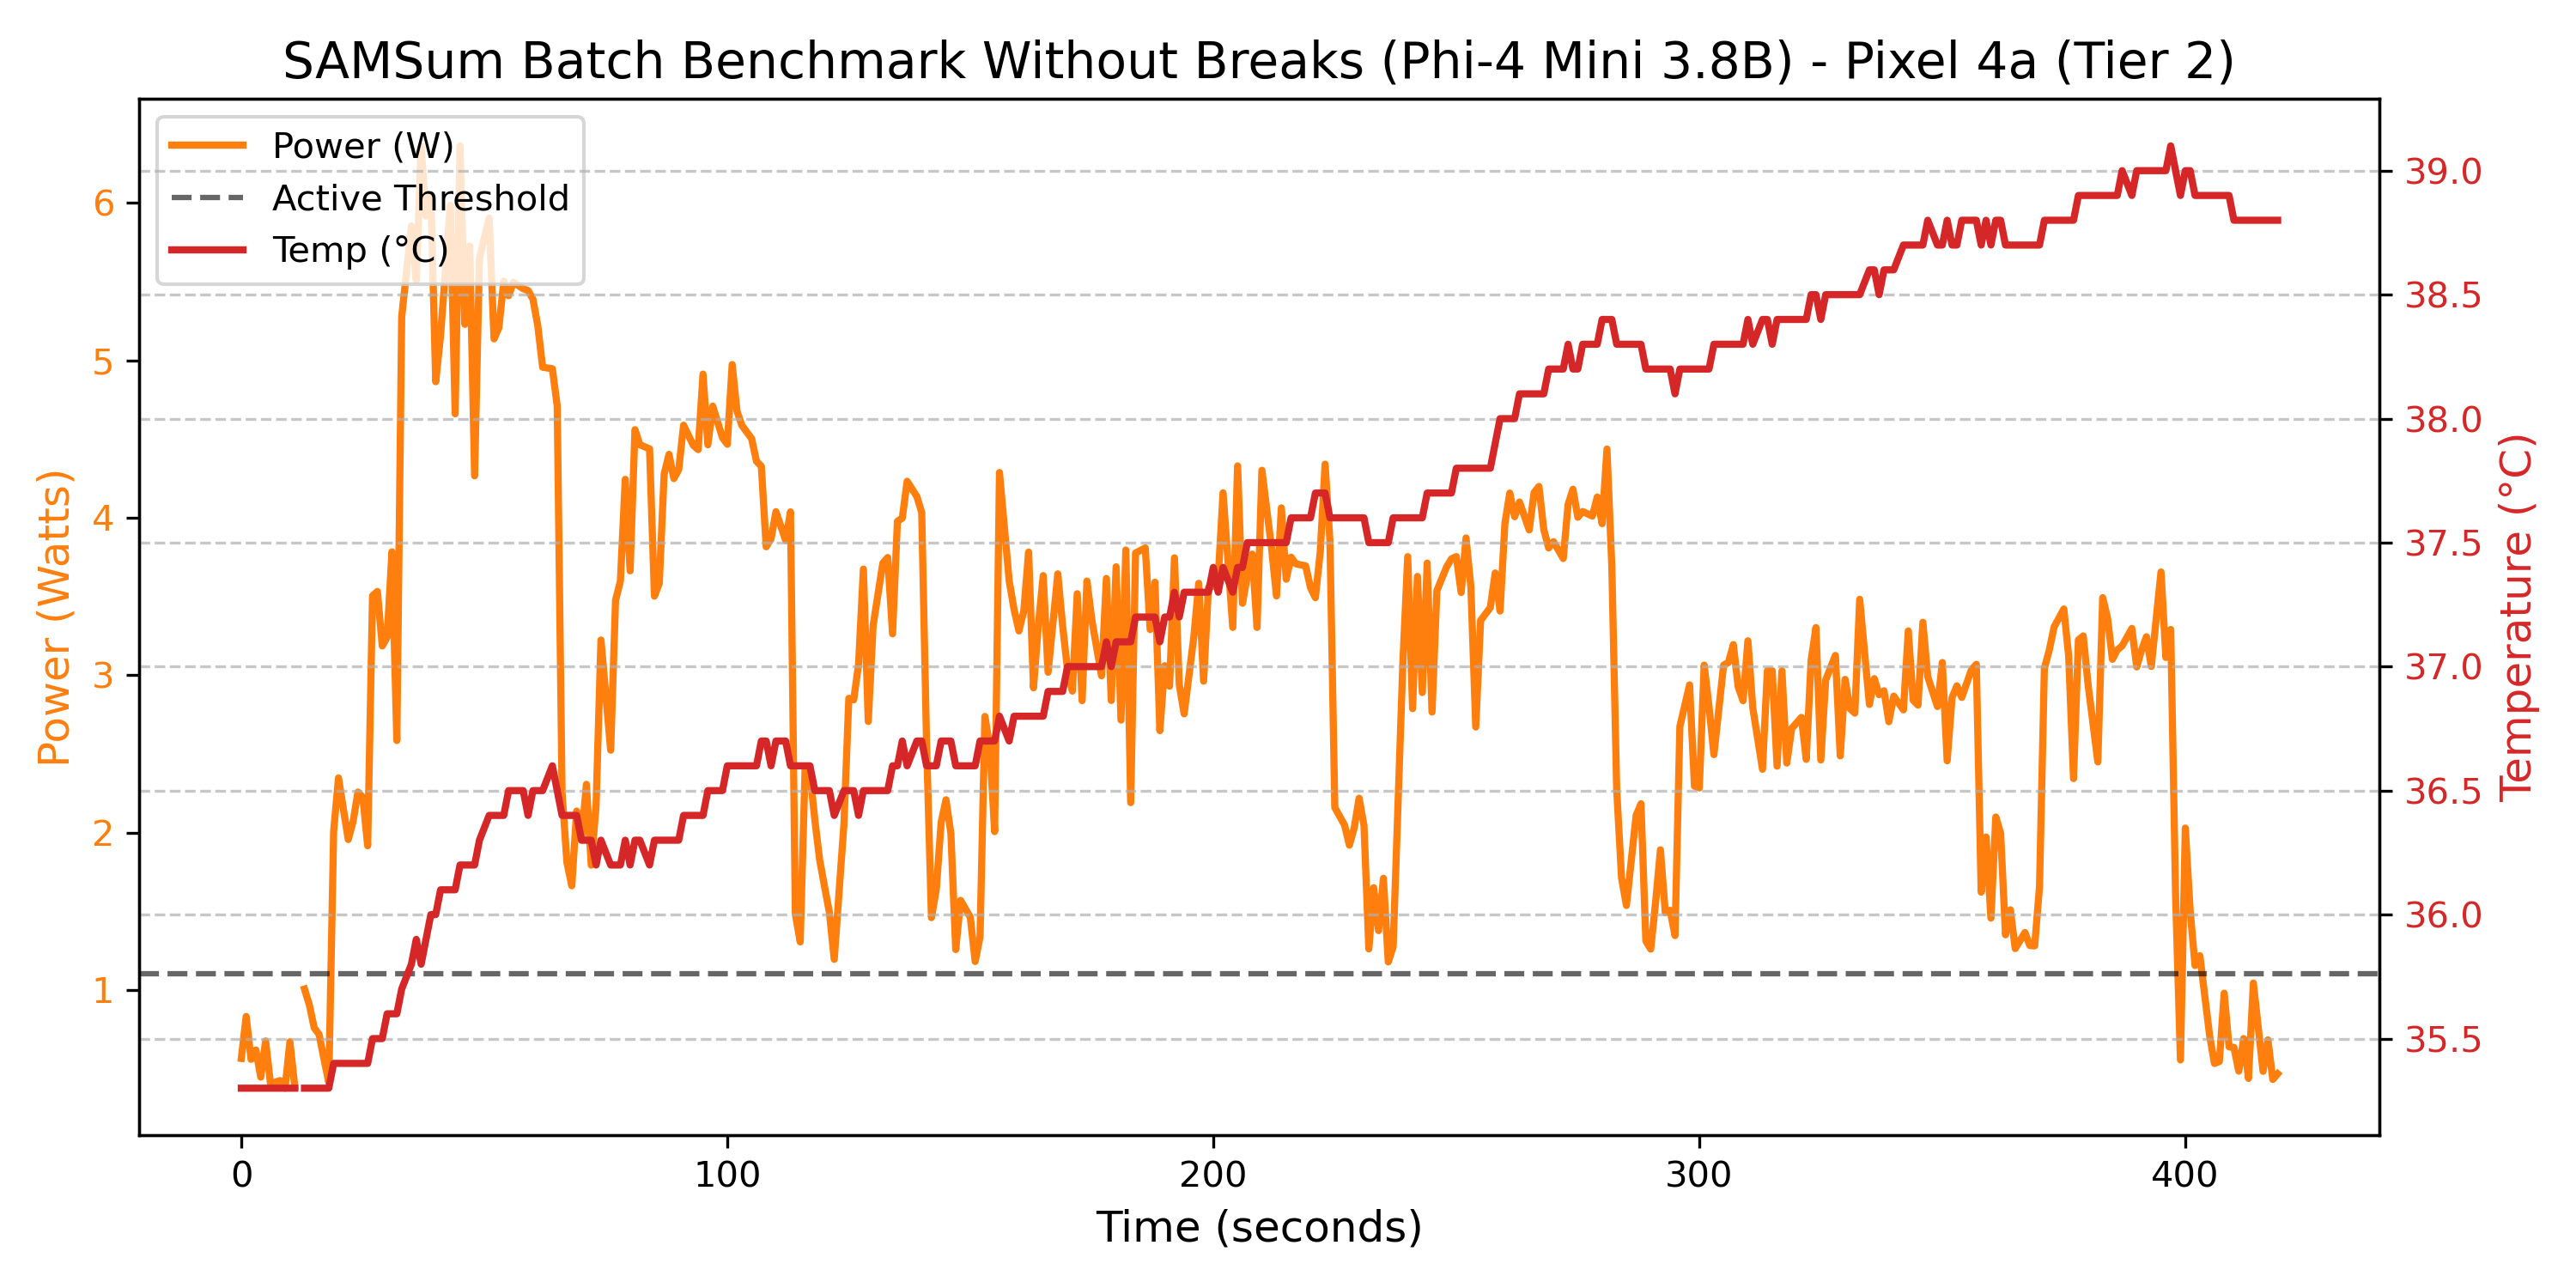 SAMSum Batch Benchmark Without Breaks (Phi-4 Mini 3.8B) - Pixel 4a (Tier 2)
Power (W)
Active Threshold
Temp (°C)
Power (Watts)
6
5
4
3
2
1
39.0
38.5
38.0
37.5
37.0
36.5
36.0
35.5
Temperature (°C)
0
100
200
300
400
Time (seconds)